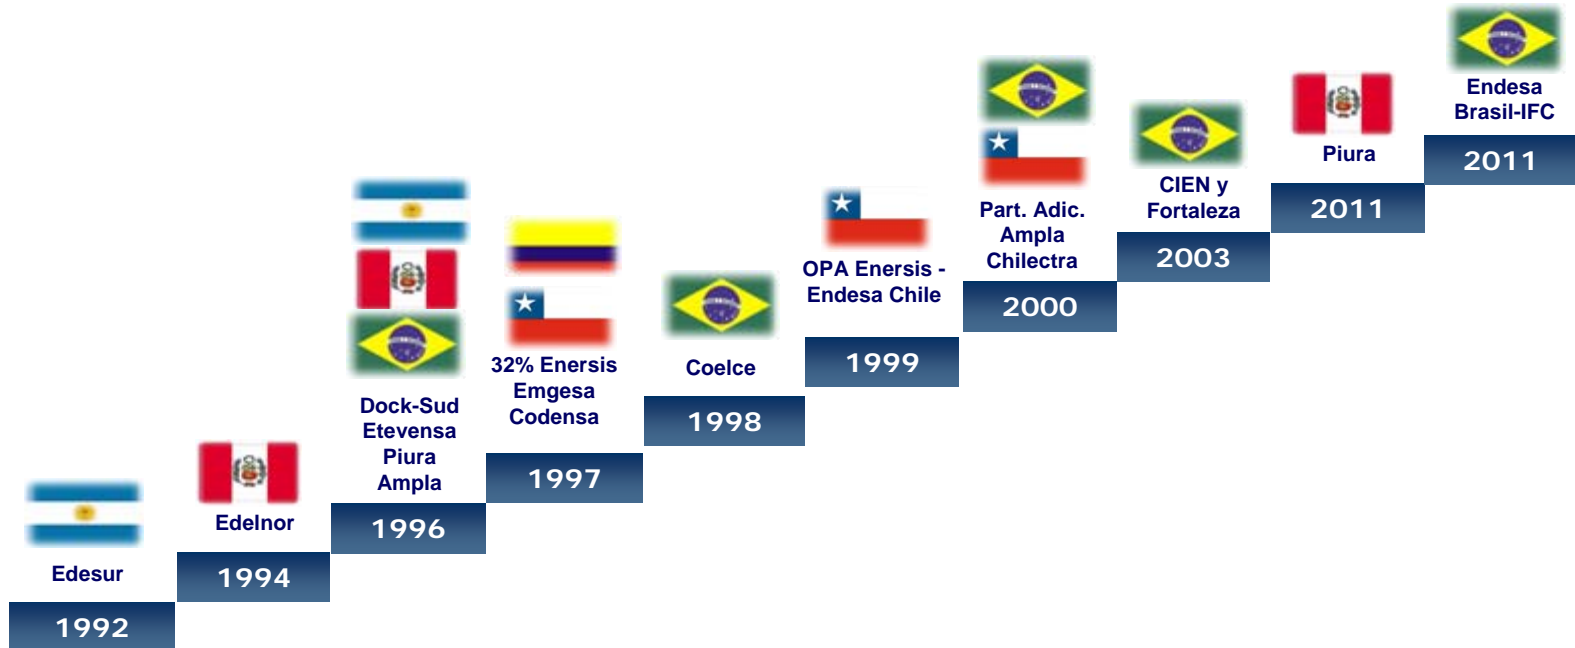 Edesur
1992
Edelnor
1994
Dock-Sud
Etevensa
Piura
Ampla
1996
32% Enersis
Emgesa
Codensa
1997
Coelce
1998
OPA Enersis -
Endesa Chile
1999
Part. Adic.
Ampla
Chilectra
2000
CIEN y
Fortaleza
2003
Piura
2011
Endesa
Brasil-IFC
2011